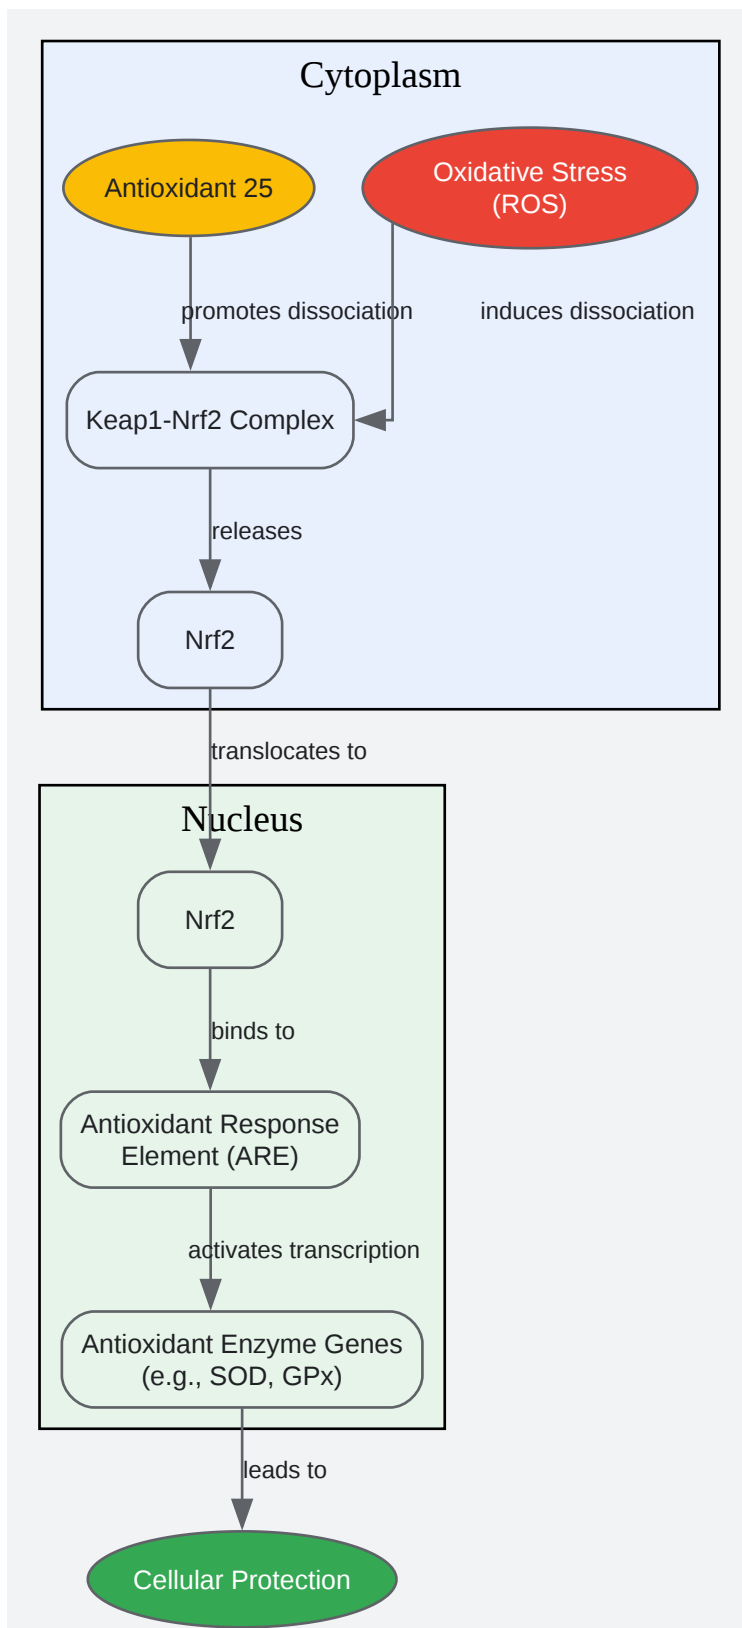 Cytoplasm
Antioxidant 25
Oxidative Stress
(ROS)
promotes dissociation
induces dissociation
Keap1-Nrf2 Complex
releases
Nrf2
translocates to
Nucleus
Nrf2
binds to
Antioxidant Response
Element (ARE)
activates transcription
Antioxidant Enzyme Genes
(e.g., SOD, GPx)
leads to
Cellular Protection